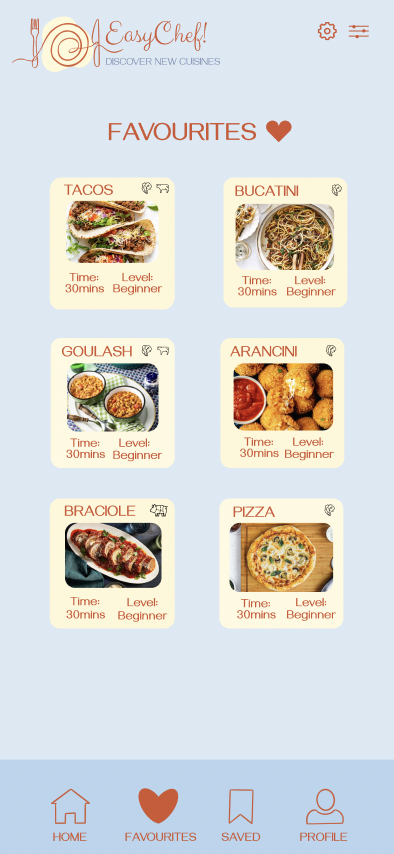 EasyChef!
DISCOVER NEW CUISINES
FAVOURITES
TACOS
Time: Level:
30mins Beginner
BUCATINI
Time: Level:
30mins Beginner
GOULASH
Time: Level:
30mins Beginner
ARANCINI
Time: Level:
30mins Beginner
BRACIOLE
Time: Level:
30mins Beginner
PIZZA
Time: Level:
30mins Beginner
HOME FAVOURITES SAVED PROFILE